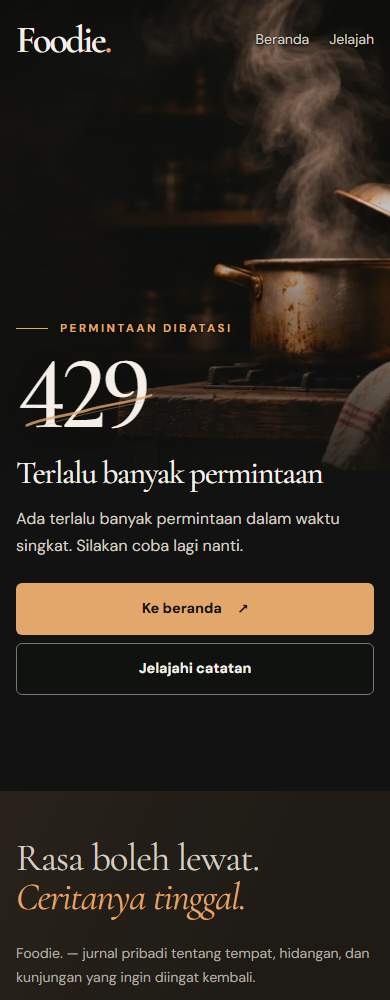 Foodie.
Beranda Jelajah
PERMINTAAN DIBATASI
429
Terlalu banyak permintaan
Ada terlalu banyak permintaan dalam waktu
singkat. Silakan coba lagi nanti.
Ke beranda ↗
Jelajahi catatan
Rasa boleh lewat.
Ceritanya tinggal.
Foodie. — jurnal pribadi tentang tempat, hidangan, dan
kunjungan yang ingin diingat kembali.